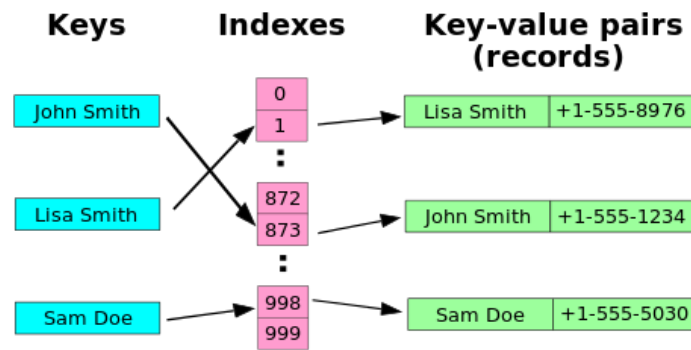 Keys Indexes Key-value pairs
(records)
0
John Smith 1 Lisa Smith +1-555-8976
:
872
Lisa Smith 873 John Smith +1-555-1234
:
998
Sam Doe 999 Sam Doe +1-555-5030